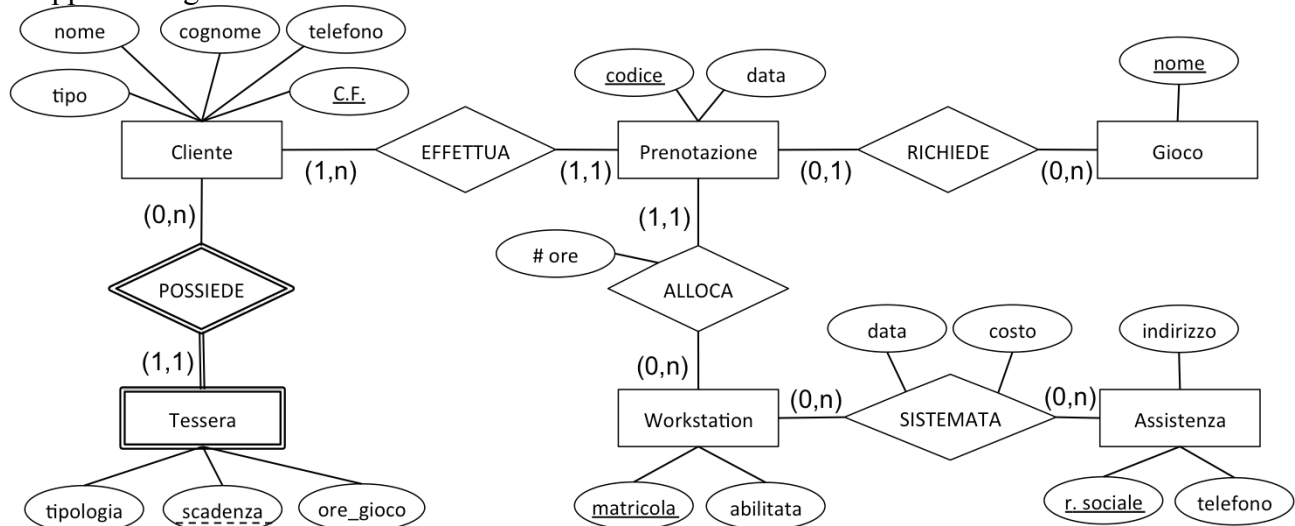 nome cognome telefono
tipo C.F.
codice data
nome
Cliente EFFETTUA Prenotazione RICHIEDE Gioco
(1,n) (1,1) (0,1) (0,n)
(0,n) (1,1)
# ore
POSSIEDE ALLOCA
data costo indirizzo
(1,1) (0,n) (0,n) (0,n)
Tessera Workstation SISTEMATA Assistenza
tipologia scadenza ore_gioco matricola abilitata r. sociale telefono